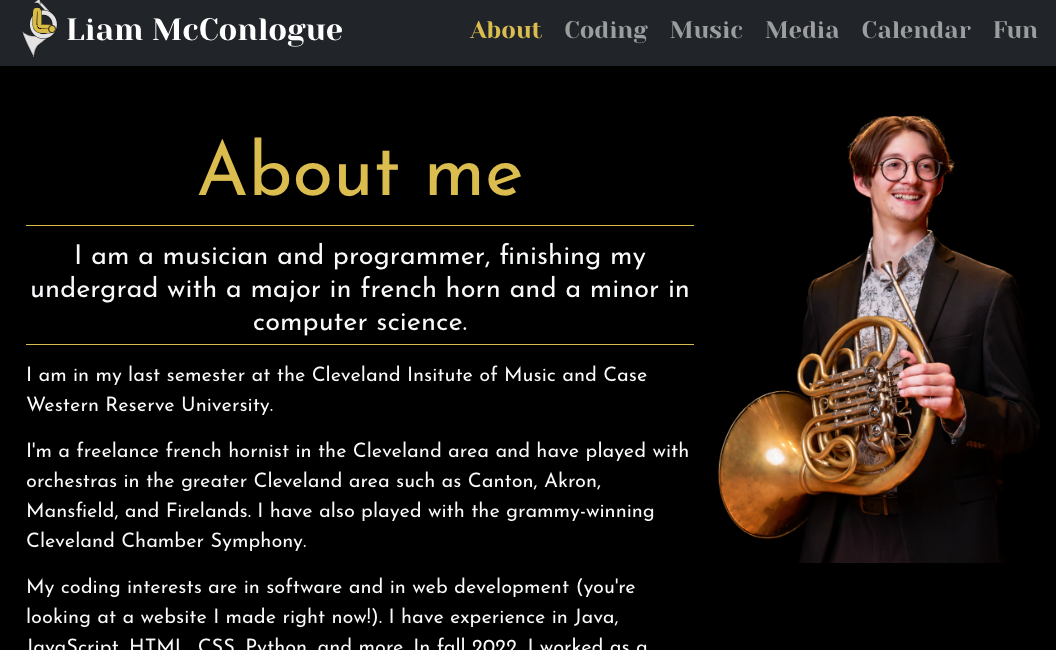 Liam McConlogue
About Coding Music Media Calendar Fun
About me
I am a musician and programmer, finishing my
undergrad with a major in french horn and a minor in
computer science.
I am in my last semester at the Cleveland Insitute of Music and Case
Western Reserve University.
I'm a freelance french hornist in the Cleveland area and have played with
orchestras in the greater Cleveland area such as Canton, Akron,
Mansfield, and Firelands. I have also played with the grammy-winning
Cleveland Chamber Symphony.
My coding interests are in software and in web development (you're
looking at a website I made right now!). I have experience in Java,
JavaScript, HTML, CSS, Python, and more. In fall 2022, I worked as a